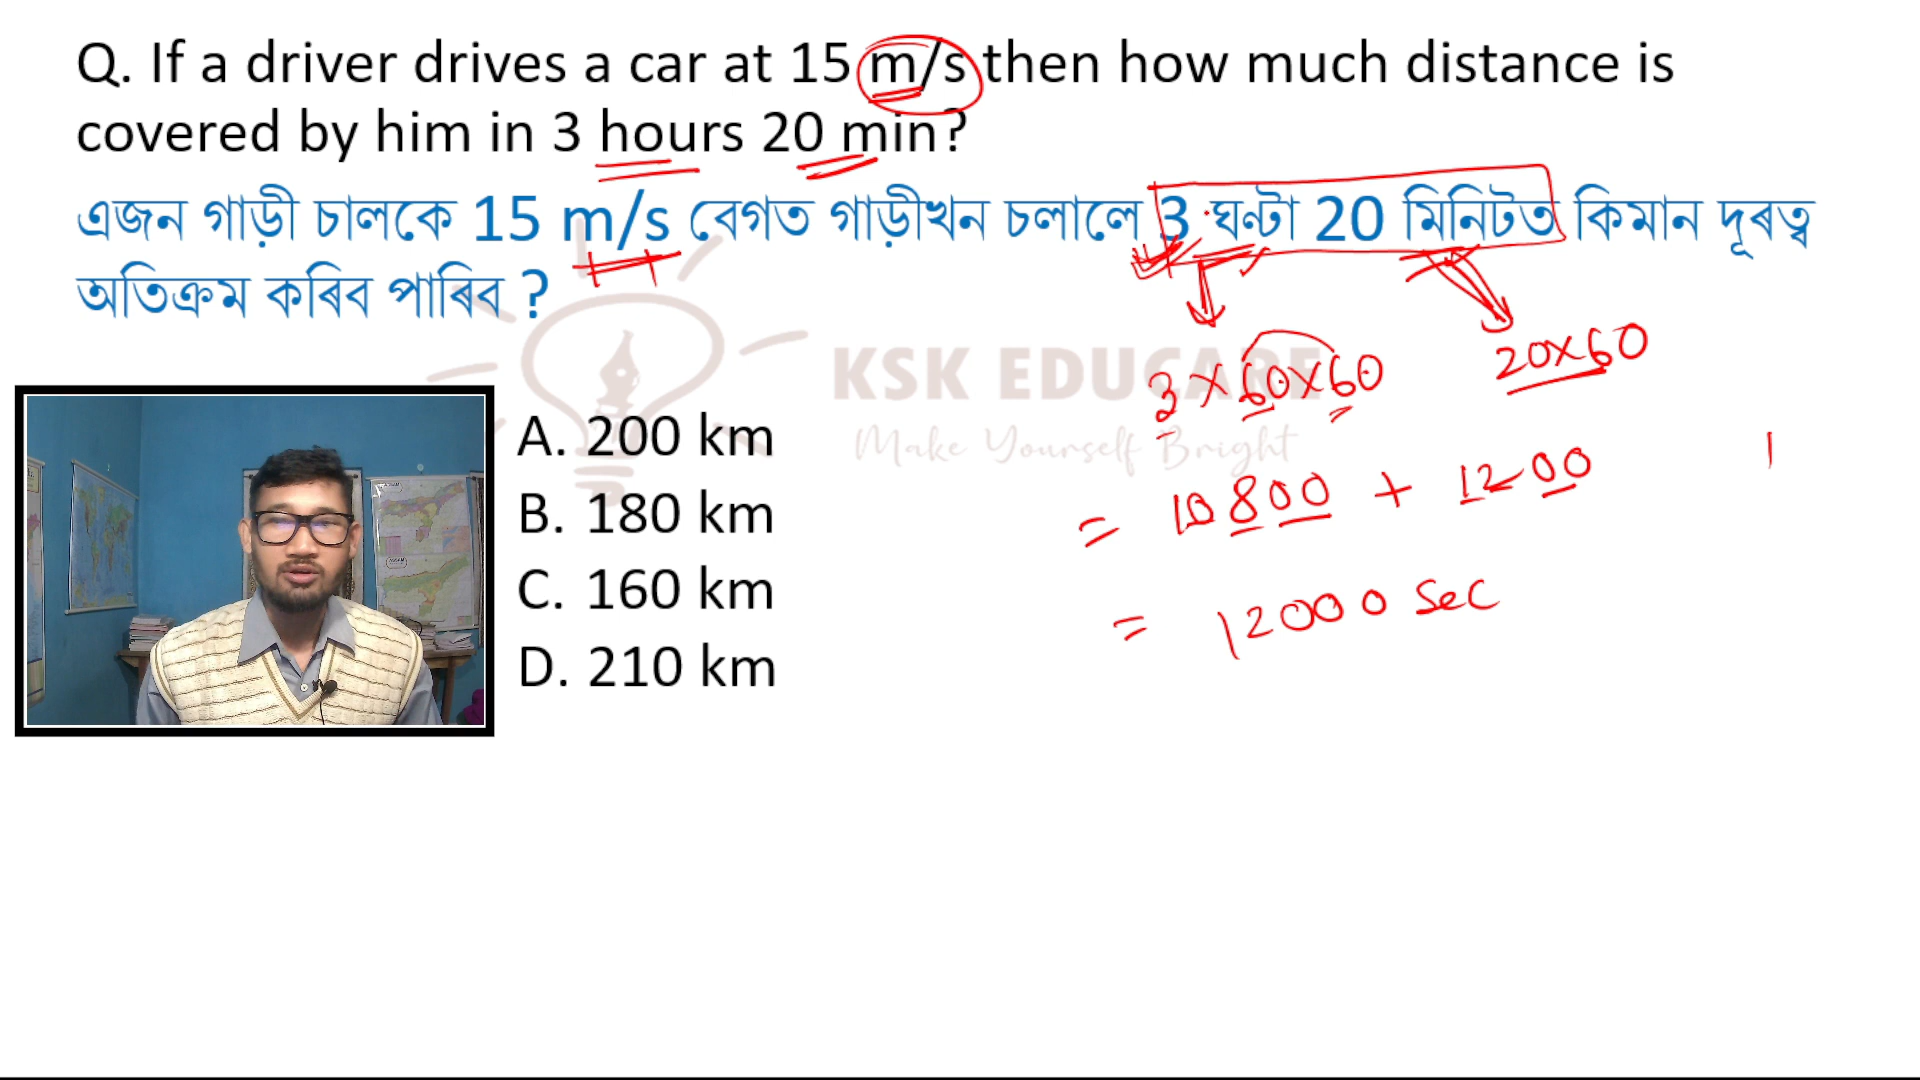 Q. If a driver drives a car at 15 m/s then how much distance is
covered by him in 3 hours 20 min?
এজন গাড়ী চালকে 15 m/s বেগত গাড়ীখন চলালে 3 ঘণ্টা 20 মিনিটত কিমান দূৰত্ব
অতিক্ৰম কৰিব পাৰিব ?
KSK EDUCARE
Make Yourself Bright
3 × 60 × 60
20×60
A. 200 km
B. 180 km
C. 160 km
D. 210 km
= 10800 + 1200
= 12000 sec